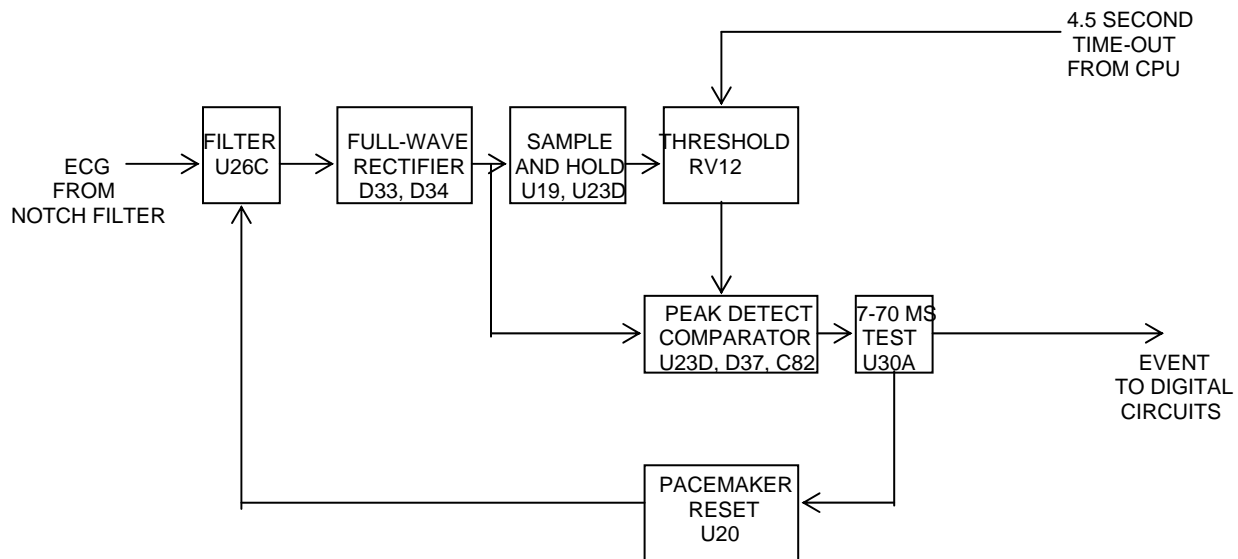 4.5 SECOND
TIME-OUT
FROM CPU
FILTER
U26C
FULL-WAVE
RECTIFIER
D33, D34
SAMPLE
AND HOLD
U19, U23D
THRESHOLD
RV12
ECG
FROM
NOTCH FILTER
PEAK DETECT
COMPARATOR
U23D, D37, C82
7-70 MS
TEST
U30A
EVENT
TO DIGITAL
CIRCUITS
PACEMAKER
RESET
U20